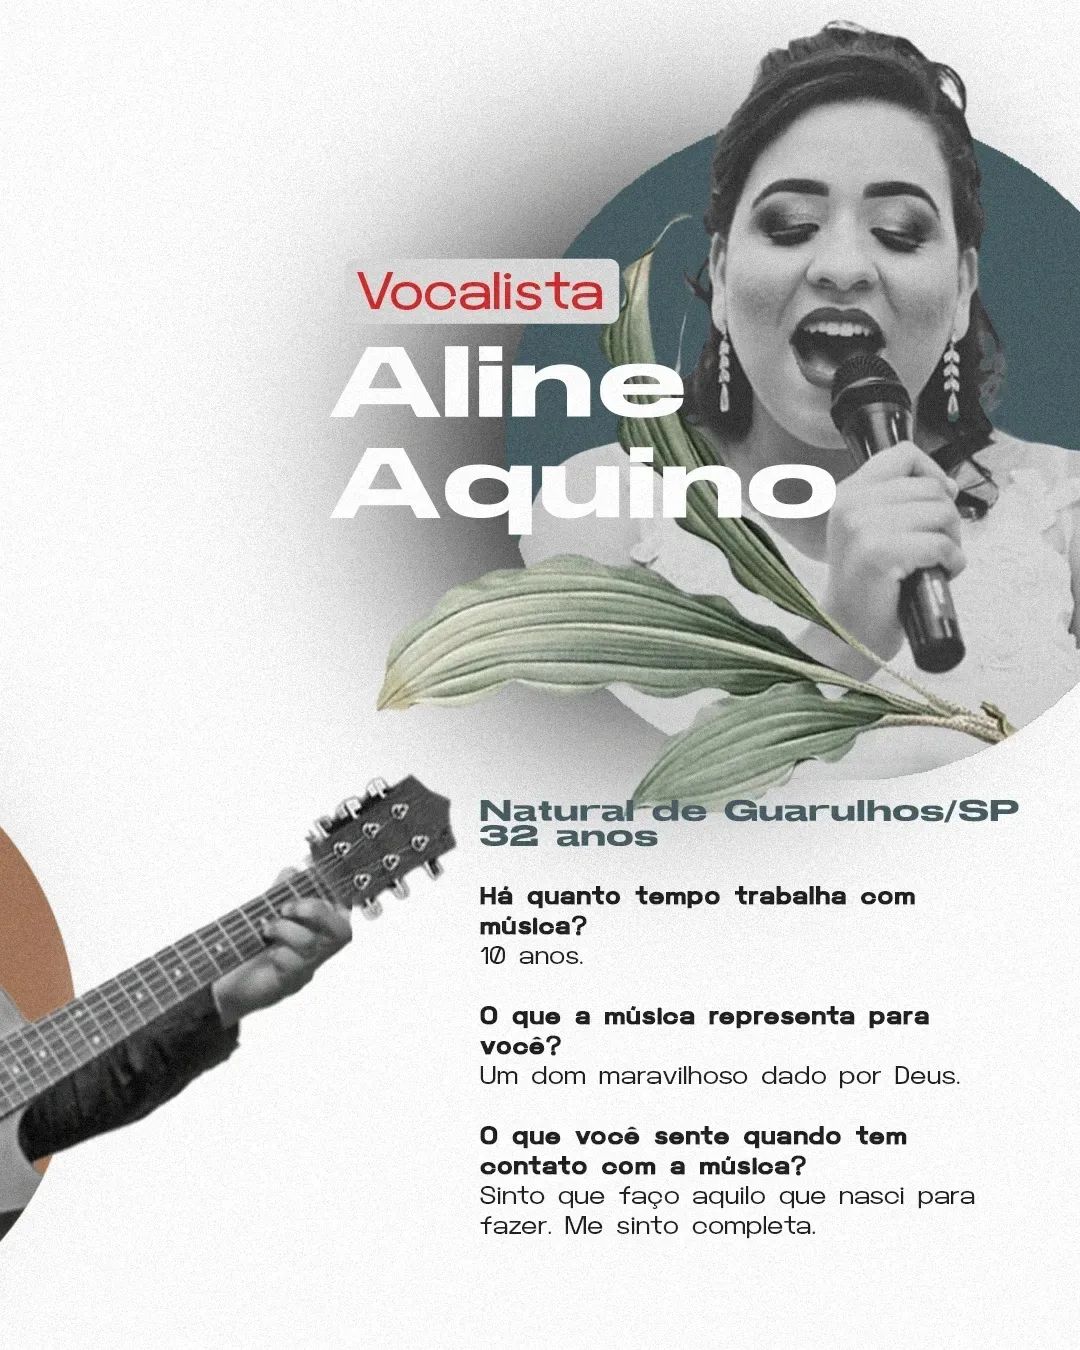 Vocalista
Aline
Aquino
Natural de Guarulhos/SP
32 anos
Há quanto tempo trabalha com
música?
10 anos.
O que a música representa para
você?
Um dom maravilhoso dado por Deus.
O que você sente quando tem
contato com a música?
Sinto que faço aquilo que nasci para
fazer. Me sinto completa.